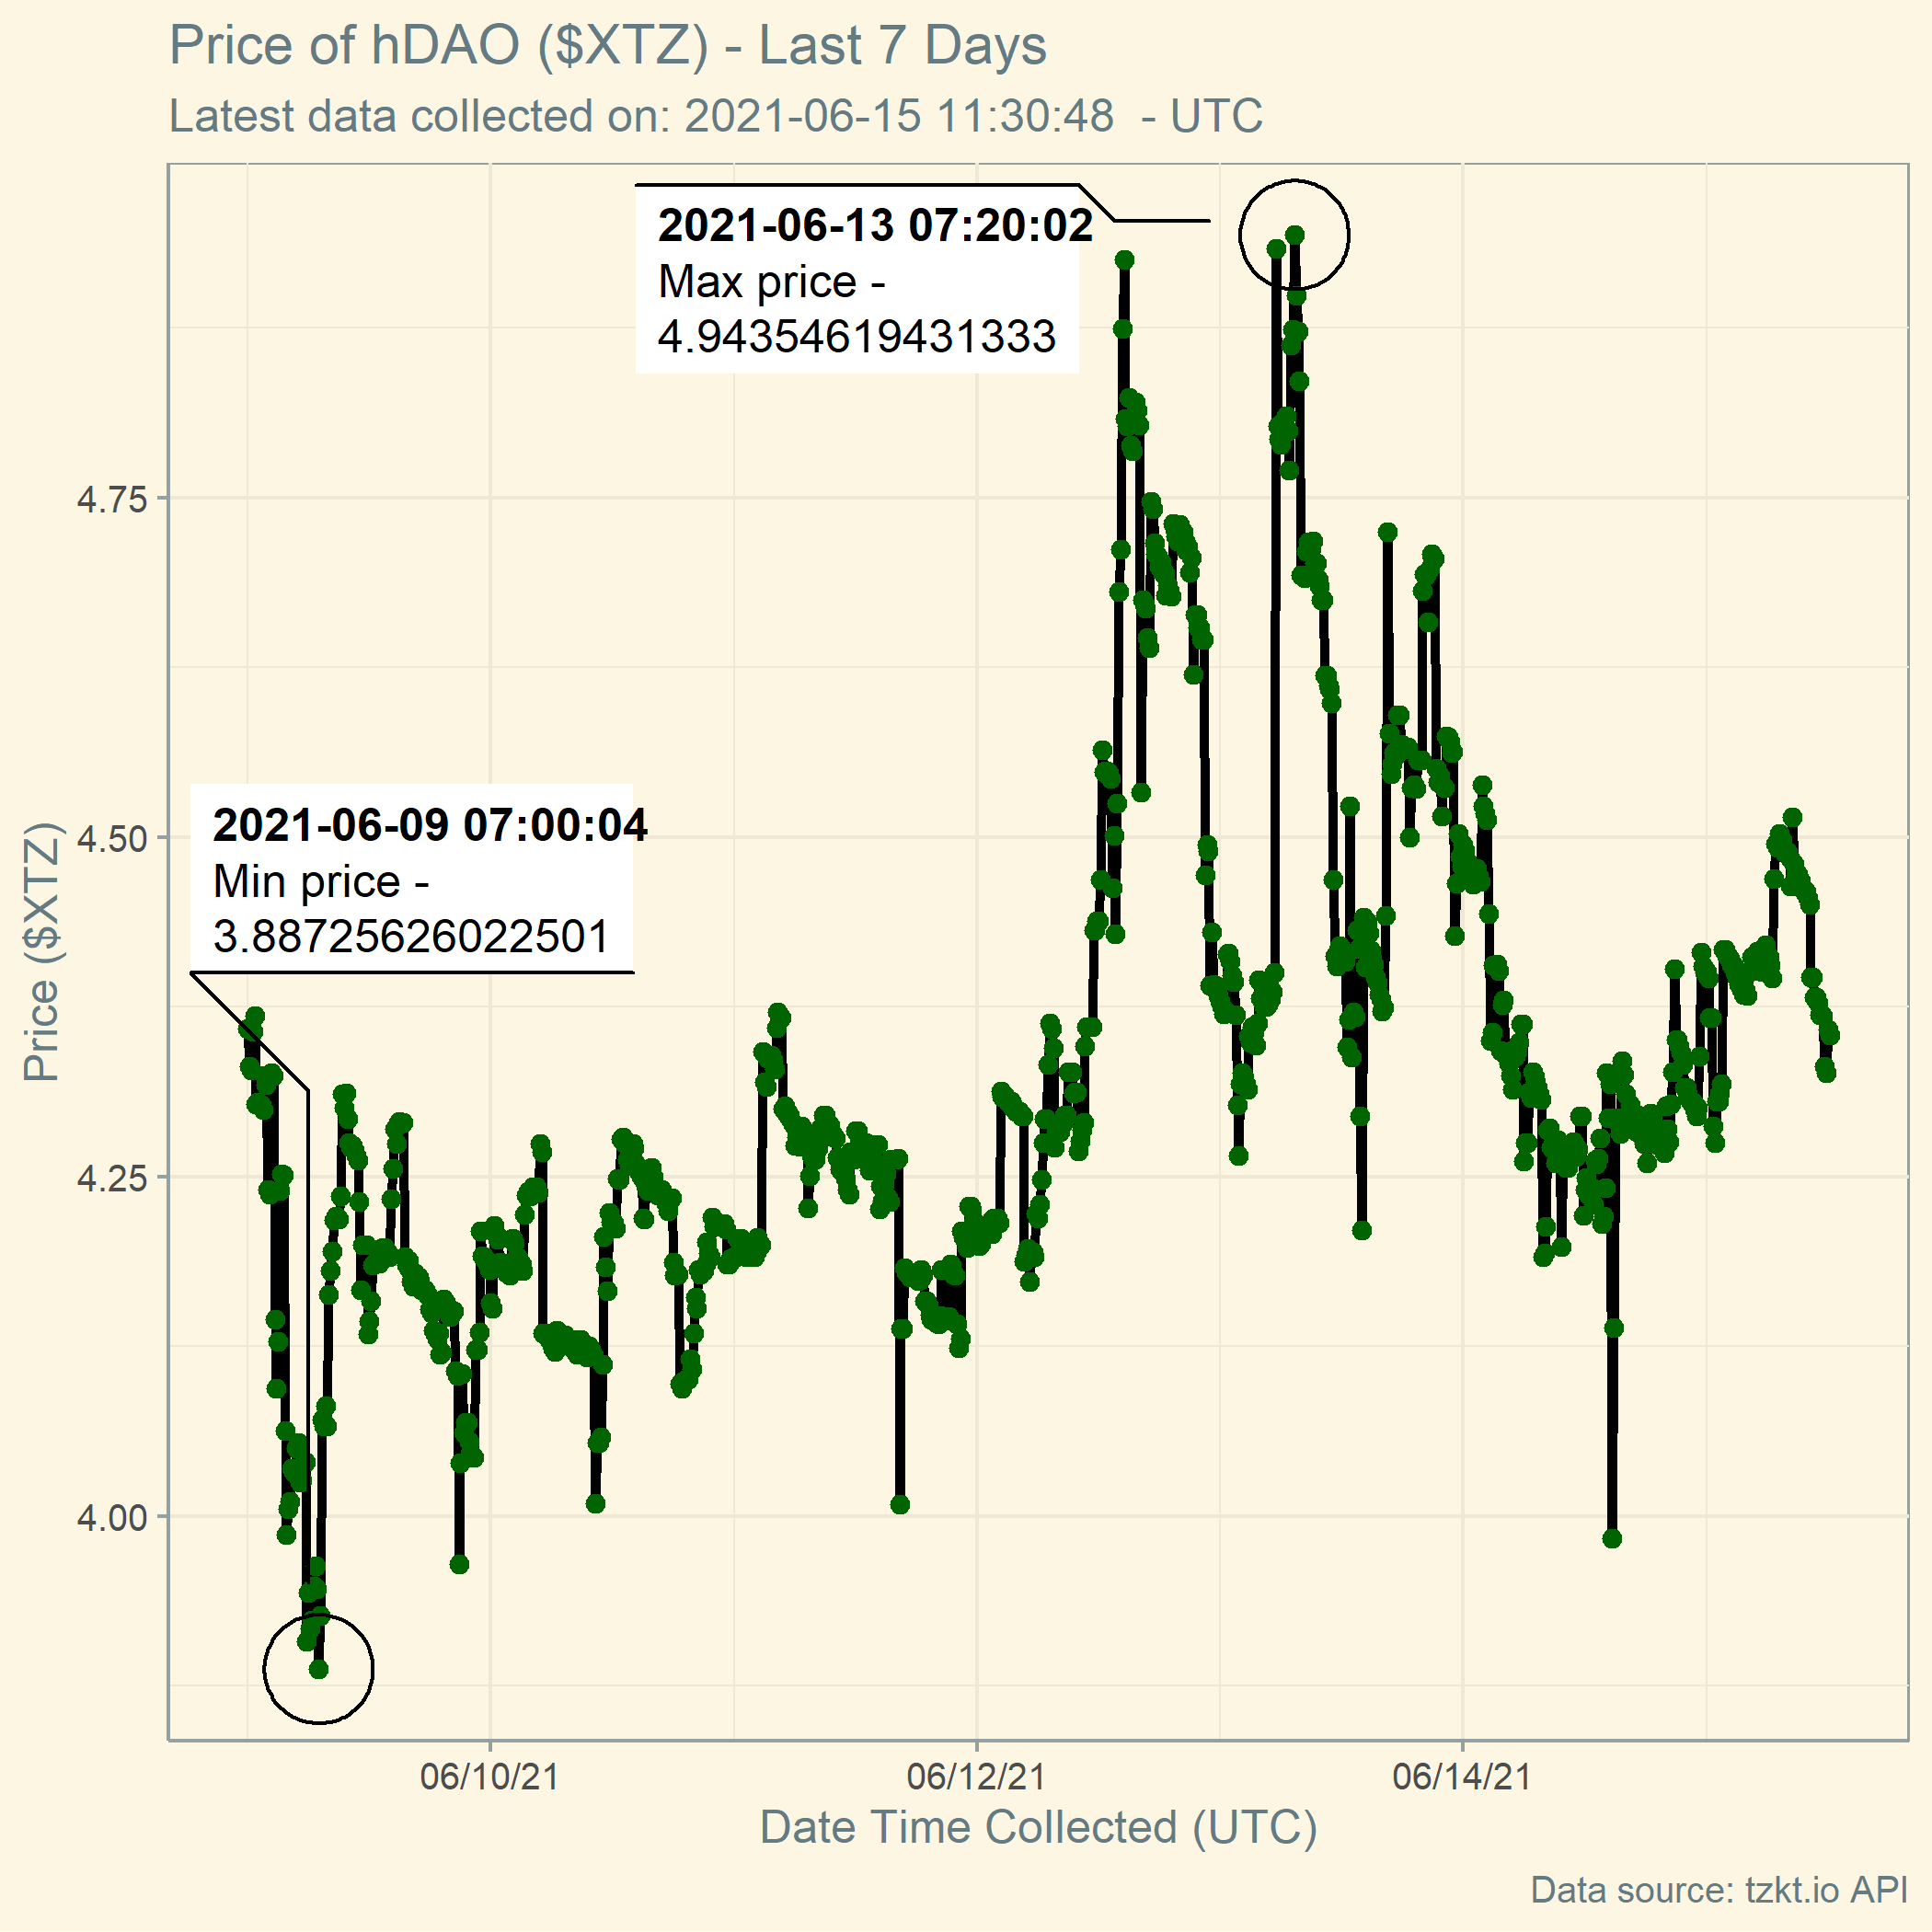 Price of hDAO ($XTZ) - Last 7 Days
Latest data collected on: 2021-06-15 11:30:48  - UTC
2021-06-13 07:20:02
Max price -
4.94354619431333
2021-06-09 07:00:04
Min price -
3.88725626022501
Price ($XTZ)
4.75
4.50
4.25
4.00
06/10/21
06/12/21
06/14/21
Date Time Collected (UTC)
Data source: tzkt.io API